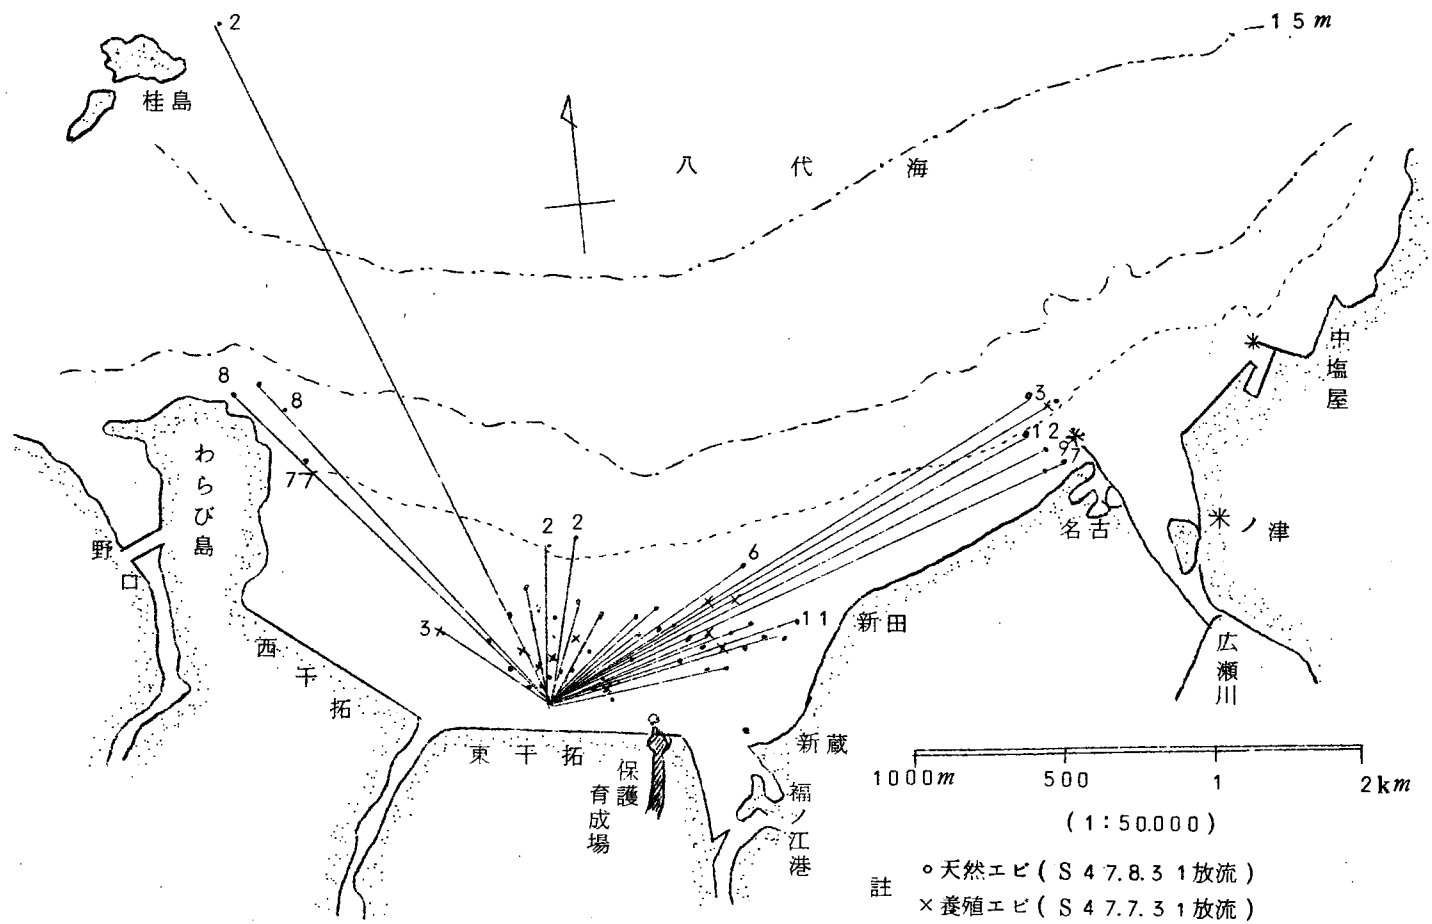 2
15m
桂島
八代海
8
8
77
わらび島
野口
西干拓
3
2
2
6
11
3
12
97
中塩屋
名古
米ノ津
広瀬川
新田
新蔵
東干拓
保護
育成場
福ノ江港
1000m 500 1 2km
(1:50.000)
註 ○天然エビ(S47.8.31放流)
×養殖エビ(S47.7.31放流)